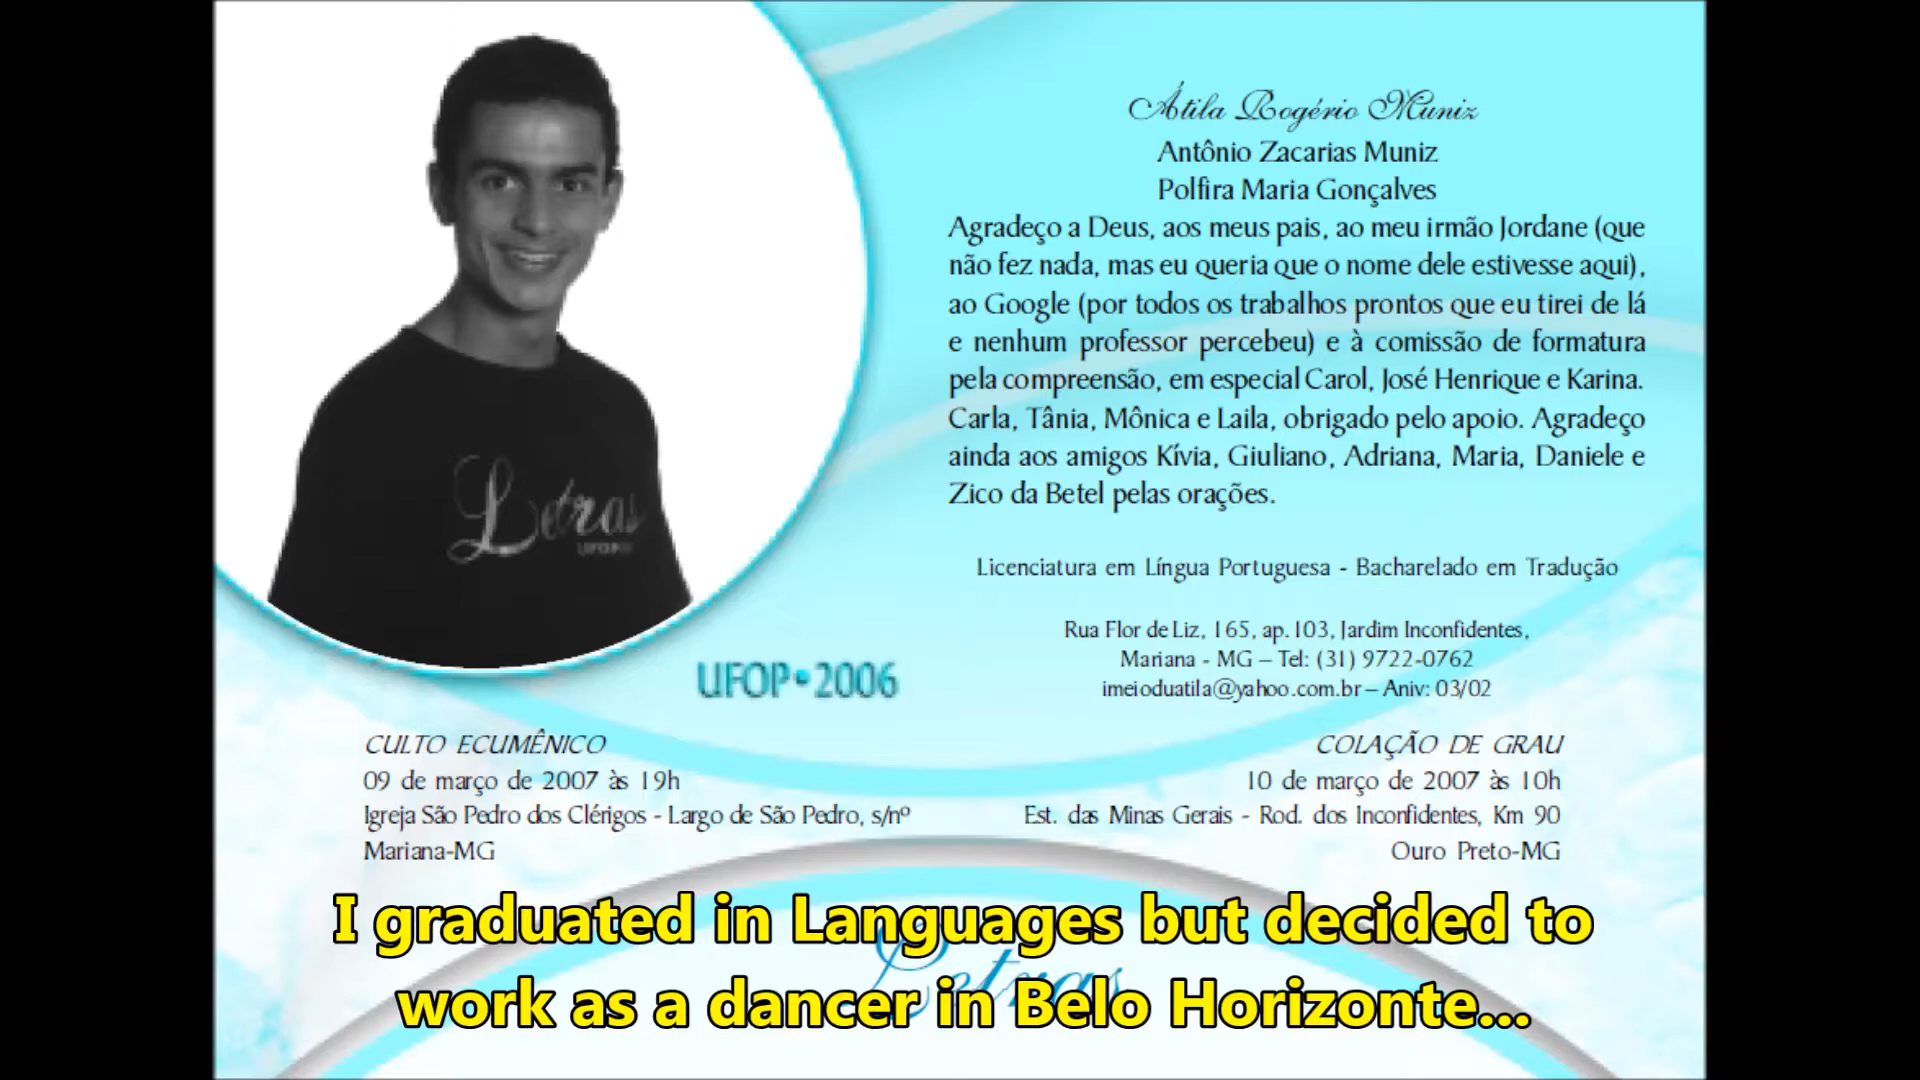 Átila Rogério Muniz
Antônio Zacarias Muniz
Polfira Maria Gonçalves
Agradeço a Deus, aos meus pais, ao meu irmão Jordane (que
não fez nada, mas eu queria que o nome dele estivesse aqui),
ao Google (por todos os trabalhos prontos que eu tirei de lá
e nenhum professor percebeu) e à comissão de formatura
pela compreensão, em especial Carol, José Henrique e Karina.
Carla, Tânia, Mônica e Laila, obrigado pelo apoio. Agradeço
ainda aos amigos Kívia, Giuliano, Adriana, Maria, Daniele e
Zico da Betel pelas orações.
Licenciatura em Língua Portuguesa - Bacharelado em Tradução
Rua Flor de Liz, 165, ap.103, Jardim Inconfidentes,
Mariana - MG – Tel: (31) 9722-0762
imeioduatila@yahoo.com.br – Aniv: 03/02
Letras
UFOP
UFOP•2006
CULTO ECUMÊNICO
09 de março de 2007 às 19h
Igreja São Pedro dos Clérigos - Largo de São Pedro, s/nº
Mariana-MG
COLAÇÃO DE GRAU
10 de março de 2007 às 10h
Est. das Minas Gerais - Rod. dos Inconfidentes, Km 90
Ouro Preto-MG
Letras
I graduated in Languages but decided to
work as a dancer in Belo Horizonte...